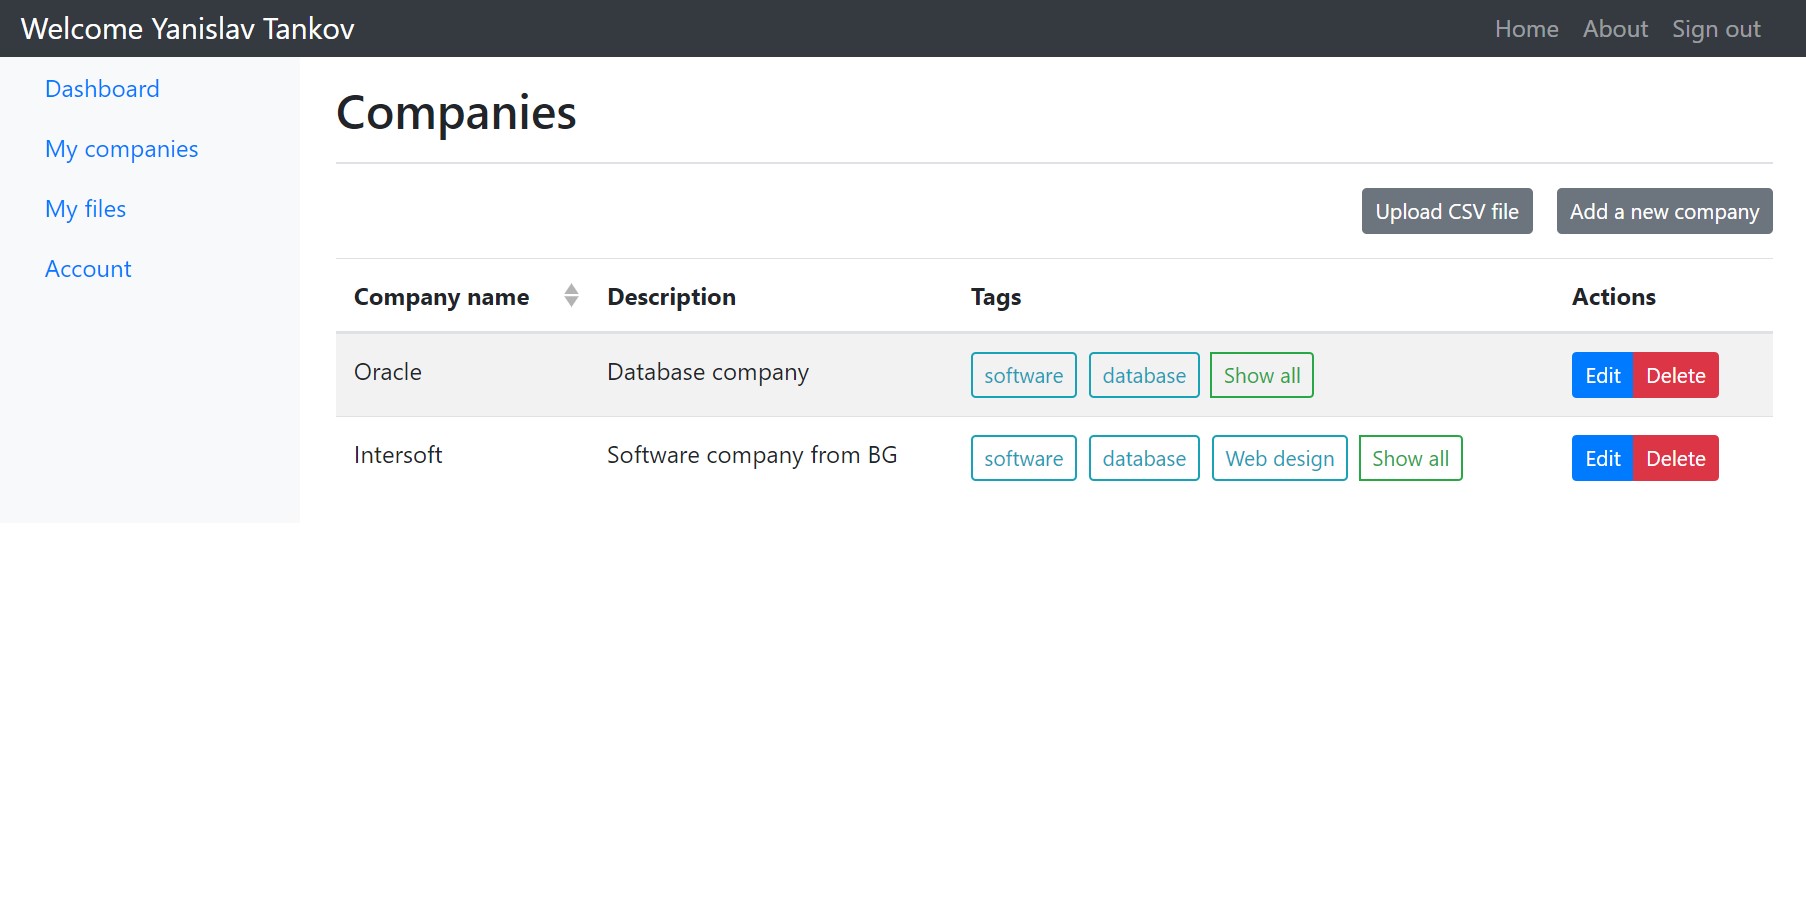 Welcome Yanislav Tankov Home About Sign out
Dashboard
My companies
My files
Account
Companies
Upload CSV file Add a new company
Company name Description Tags Actions
Oracle Database company software database Show all Edit Delete
Intersoft Software company from BG software database Web design Show all Edit Delete